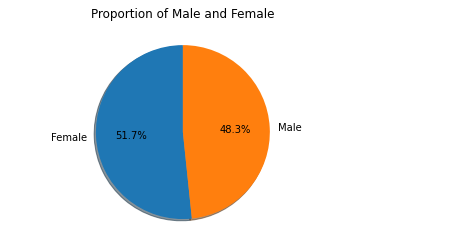 Proportion of Male and Female
Female
51.7%
48.3%
Male